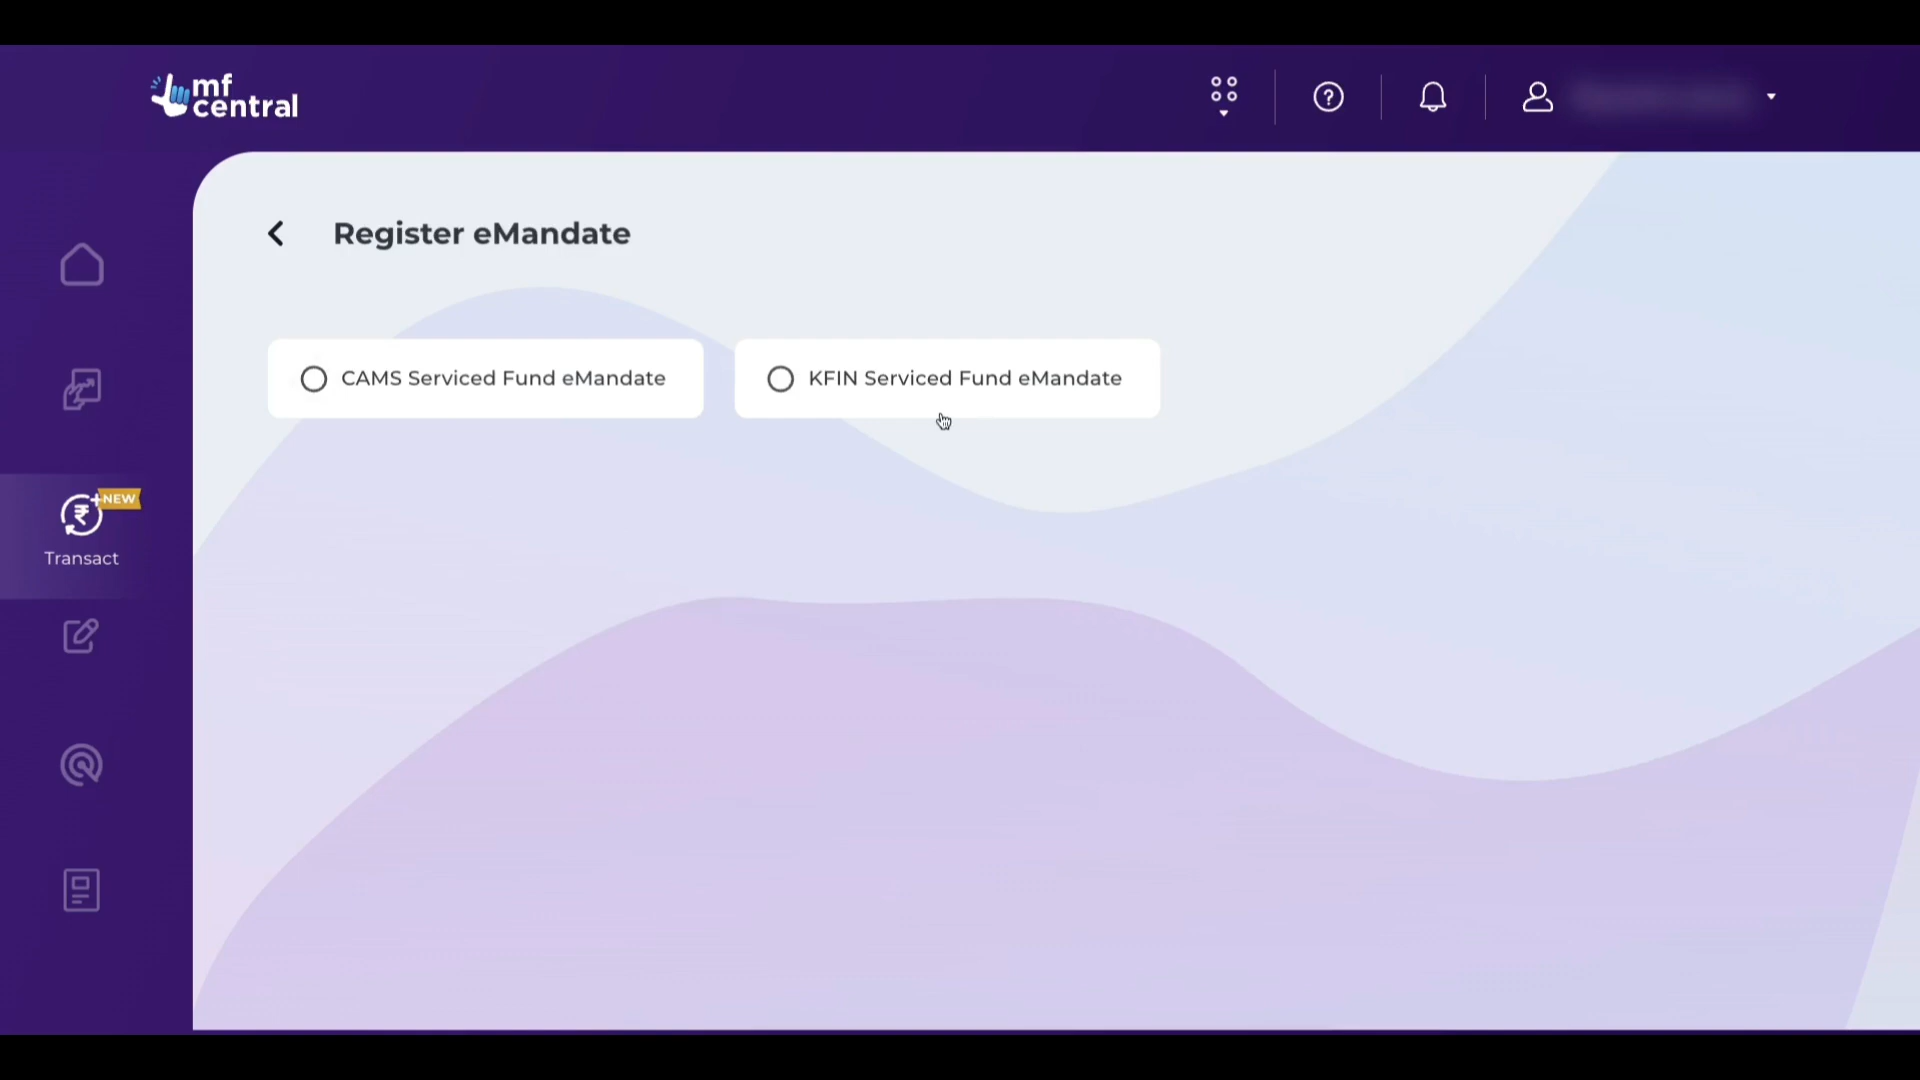 mf
central
Register eMandate
CAMS Serviced Fund eMandate
KFIN Serviced Fund eMandate
NEW
Transact